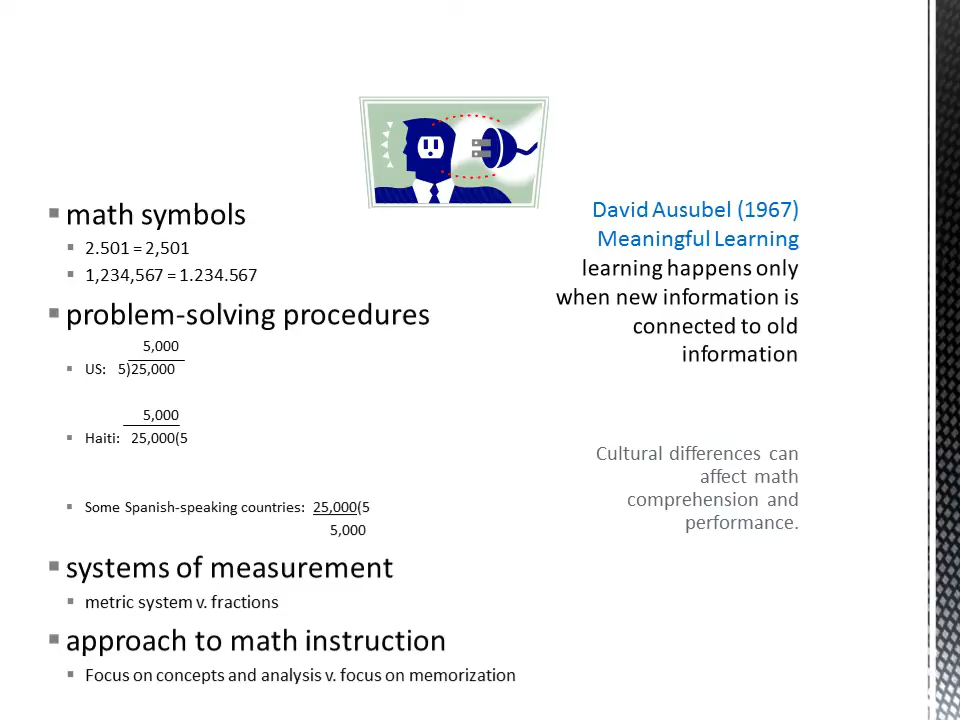 math symbols
2.501 = 2,501
1,234,567 = 1.234.567
problem-solving procedures
5,000
US: 5)25,000
5,000
Haiti: 25,000(5
Some Spanish-speaking countries: 25,000(5
5,000
systems of measurement
metric system v. fractions
approach to math instruction
Focus on concepts and analysis v. focus on memorization
David Ausubel (1967)
Meaningful Learning
learning happens only
when new information is
connected to old
information
Cultural differences can
affect math
comprehension and
performance.